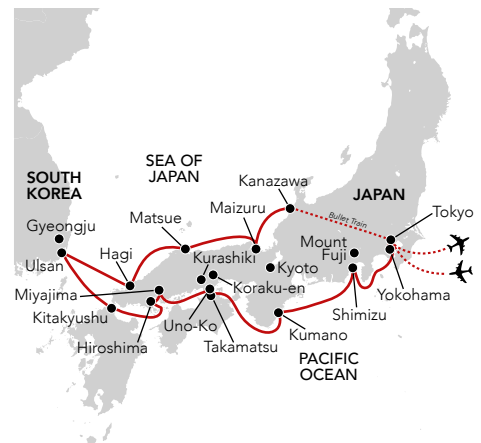 SEA OF
JAPAN
SOUTH
KOREA
Kanazawa
JAPAN
Bullet Train
Tokyo
Gyeongju
Matsue
Maizuru
Mount
Fuji
Ulsan
Hagi
Kurashiki
Kyoto
Miyajima
Koraku-en
Yokohama
Kitakyushu
Uno-Ko
Shimizu
Hiroshima
Takamatsu
Kumano
PACIFIC
OCEAN